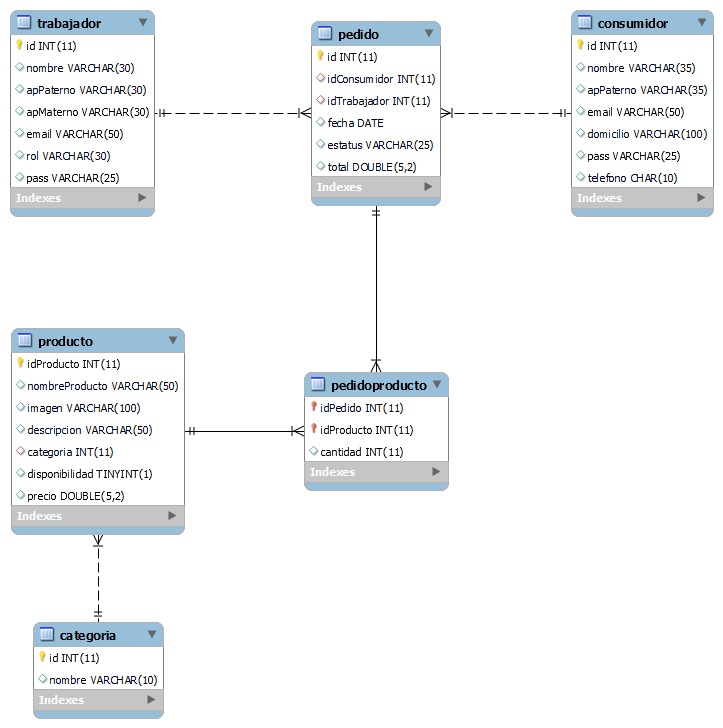 trabajador
id INT(11)
nombre VARCHAR(30)
apPaterno VARCHAR(30)
apMaterno VARCHAR(30)
email VARCHAR(50)
rol VARCHAR(30)
pass VARCHAR(25)
Indexes
pedido
id INT(11)
idConsumidor INT(11)
idTrabajador INT(11)
fecha DATE
estatus VARCHAR(25)
total DOUBLE(5,2)
Indexes
consumidor
id INT(11)
nombre VARCHAR(35)
apPaterno VARCHAR(35)
email VARCHAR(50)
domicilio VARCHAR(100)
pass VARCHAR(25)
telefono CHAR(10)
Indexes
producto
idProducto INT(11)
nombreProducto VARCHAR(50)
imagen VARCHAR(100)
descripcion VARCHAR(50)
categoria INT(11)
disponibilidad TINYINT(1)
precio DOUBLE(5,2)
Indexes
pedidoproducto
idPedido INT(11)
idProducto INT(11)
cantidad INT(11)
Indexes
categoria
id INT(11)
nombre VARCHAR(10)
Indexes